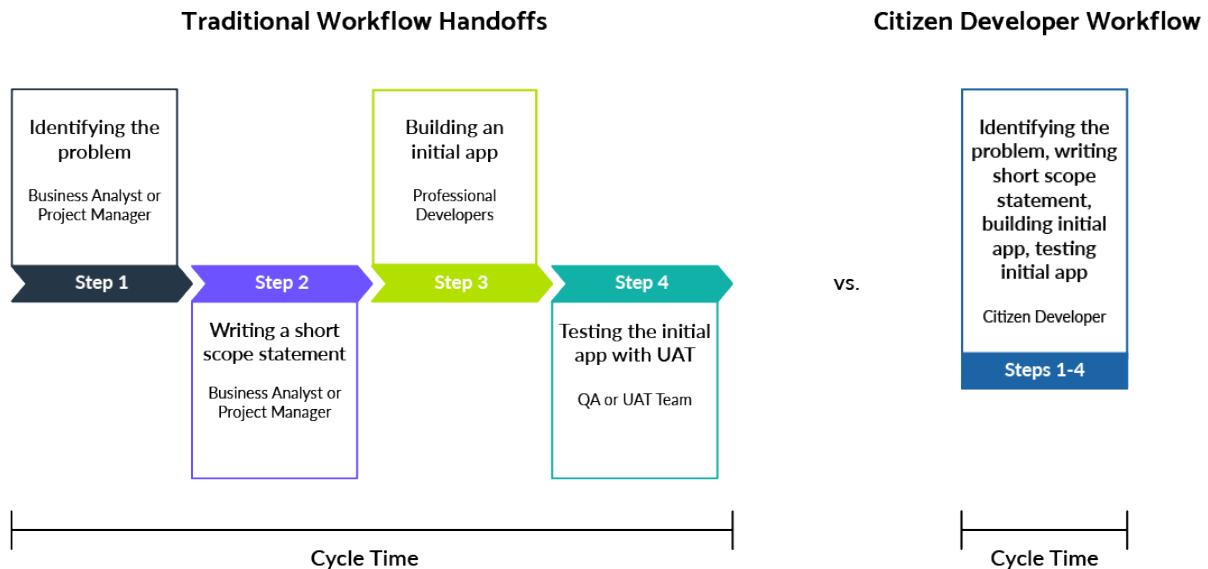 Traditional Workflow Handoffs
Citizen Developer Workflow
Identifying the
problem
Business Analyst or
Project Manager
Step 1
Step 2
Writing a short
scope statement
Business Analyst or
Project Manager
Building an
initial app
Professional
Developers
Step 3
Step 4
Testing the initial
app with UAT
QA or UAT Team
Cycle Time
vs.
Identifying the
problem, writing
short scope
statement,
building initial
app, testing
initial app
Citizen Developer
Steps 1-4
Cycle Time